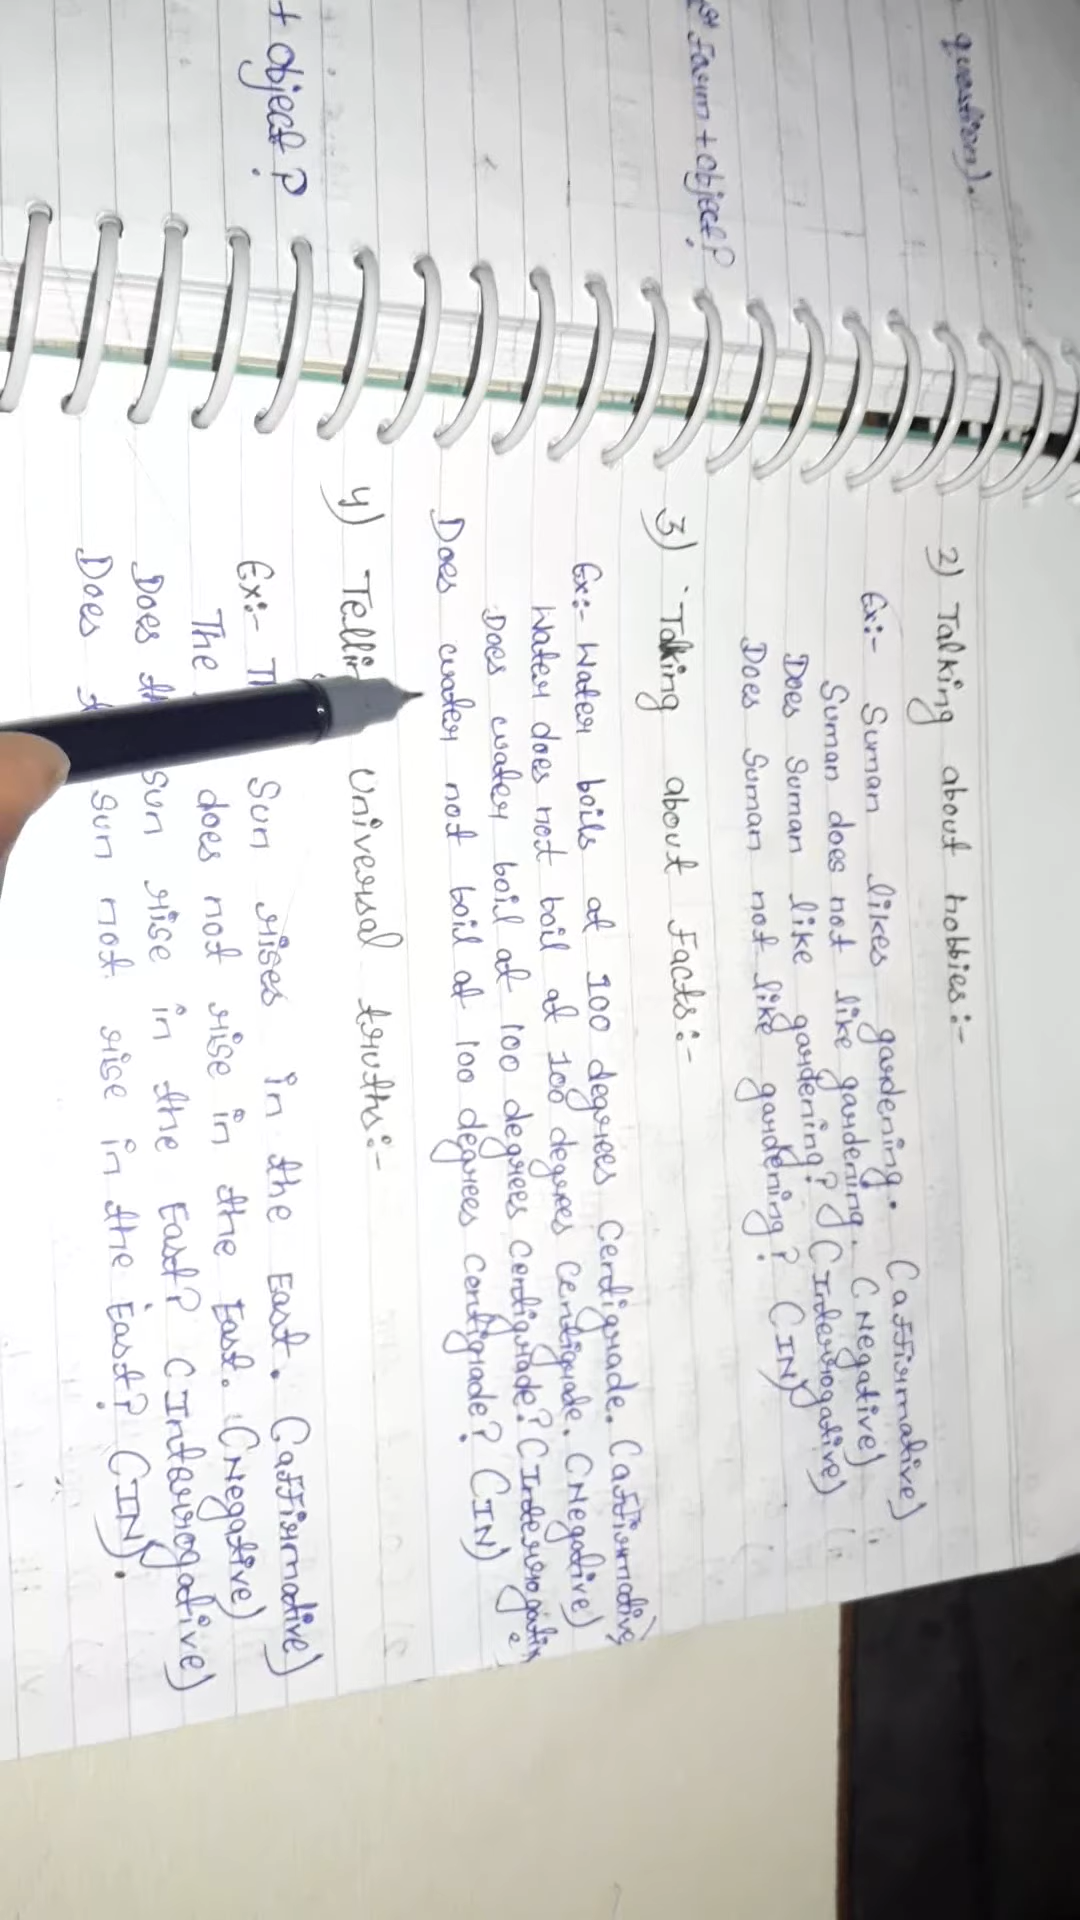 question).
form + object?
+ object?
2) Talking about hobbies:-
Ex:- Suman likes gardening. (Affirmative)
Suman does not like gardening. (Negative)
Does Suman like gardening? (Interrogative)
Does Suman not like gardening? (IN)
3) Talking about Facts:-
Ex:- Water boils at 100 degrees Centigrade. (Affirmative)
Water does not boil at 100 degrees Centigrade. (Negative)
Does water boil at 100 degrees centigrade? (Interrogative
Does water not boil at 100 degrees centigrade? (IN)
4) Universal truths:-
Ex:- Sun rises in the East. (Affirmative)
The does not rise in the East. (Negative)
Does sun rise in the East? (Interrogative)
Does sun not rise in the East? (IN).